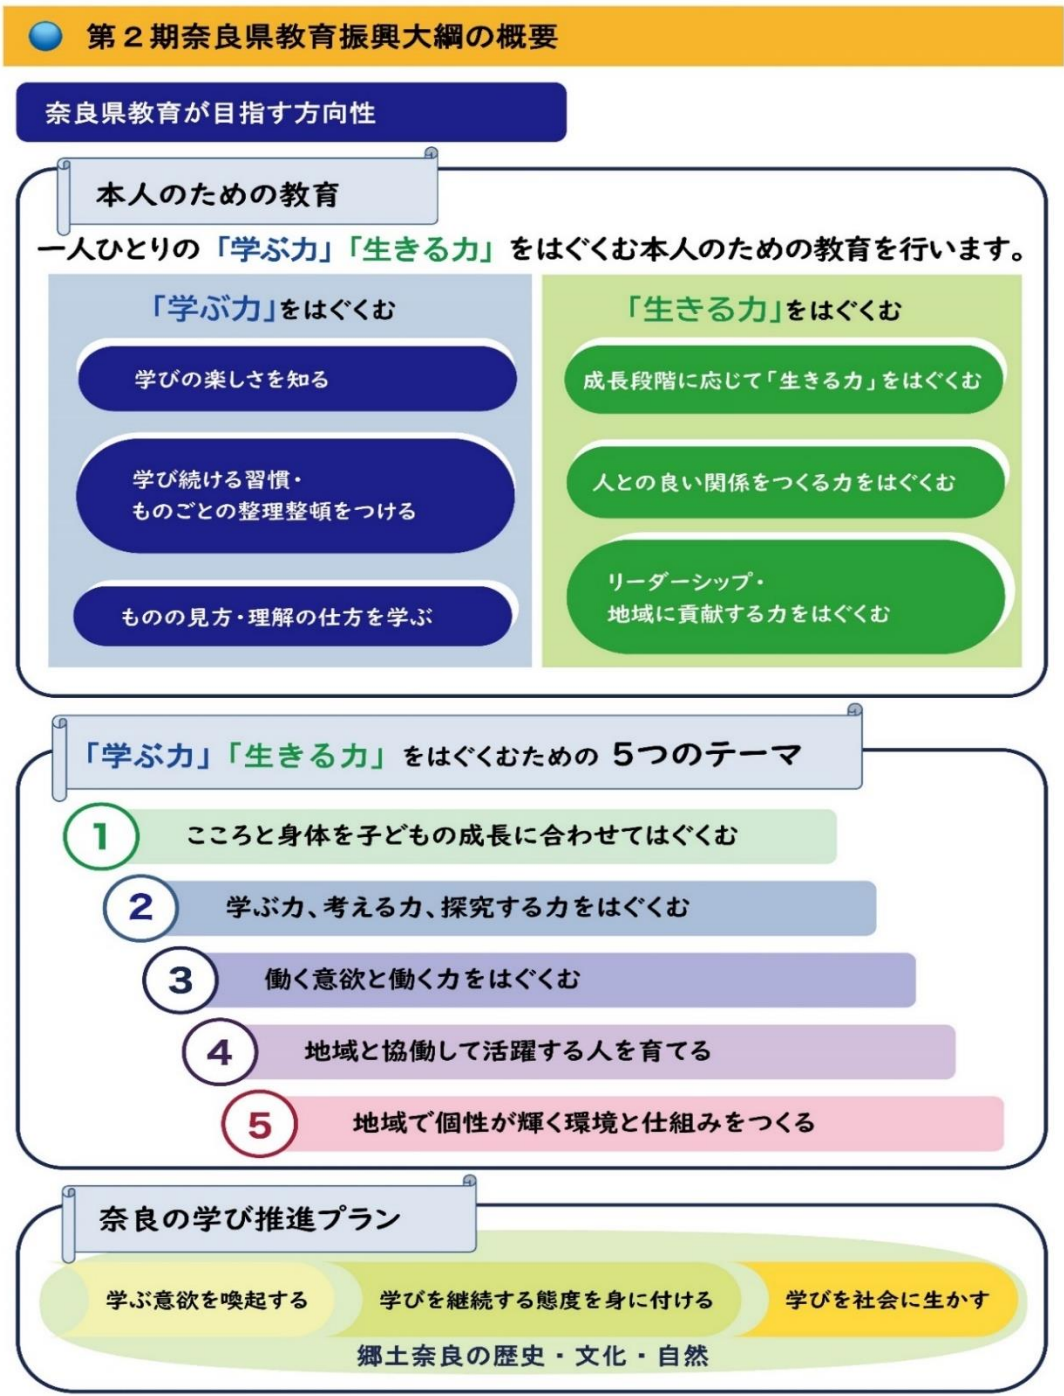 第2期奈良県教育振興大綱の概要
奈良県教育が目指す方向性
本人のための教育
一人ひとりの「学ぶ力」「生きる力」をはぐくむ本人のための教育を行います。
「学ぶ力」をはぐくむ
学びの楽しさを知る
学び続ける習慣・
ものごとの整理整頓をつける
ものの見方・理解の仕方を学ぶ
「生きる力」をはぐくむ
成長段階に応じて「生きる力」をはぐくむ
人との良い関係をつくる力をはぐくむ
リーダーシップ・
地域に貢献する力をはぐくむ
「学ぶ力」「生きる力」をはぐくむための 5つのテーマ
1 こころと身体を子どもの成長に合わせてはぐくむ
2 学ぶ力、考える力、探究する力をはぐくむ
3 働く意欲と働く力をはぐくむ
4 地域と協働して活躍する人を育てる
5 地域で個性が輝く環境と仕組みをつくる
奈良の学び推進プラン
学ぶ意欲を喚起する 学びを継続する態度を身に付ける 学びを社会に生かす
郷土奈良の歴史・文化・自然